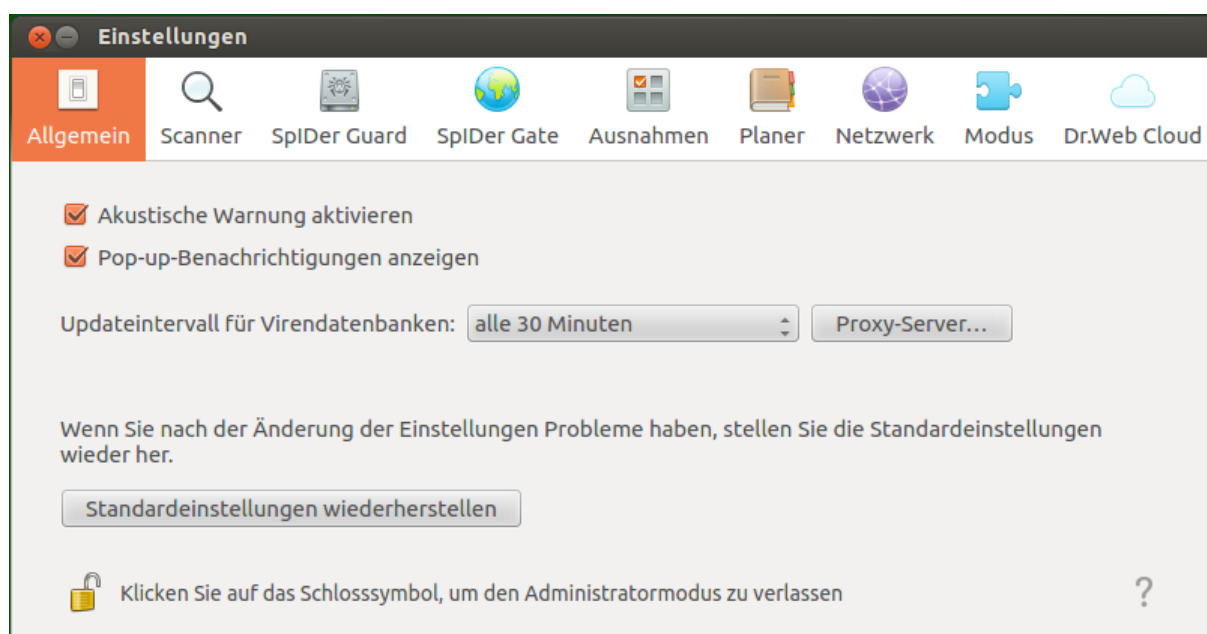 Einstellungen
Allgemein Scanner SpIDer Guard SpIDer Gate Ausnahmen Planer Netzwerk Modus Dr.Web Cloud
Akustische Warnung aktivieren
Pop-up-Benachrichtigungen anzeigen
Updateintervall für Virendatenbanken: alle 30 Minuten Proxy-Server...
Wenn Sie nach der Änderung der Einstellungen Probleme haben, stellen Sie die Standardeinstellungen
wieder her.
Standardeinstellungen wiederherstellen
Klicken Sie auf das Schlosssymbol, um den Administratormodus zu verlassen ?